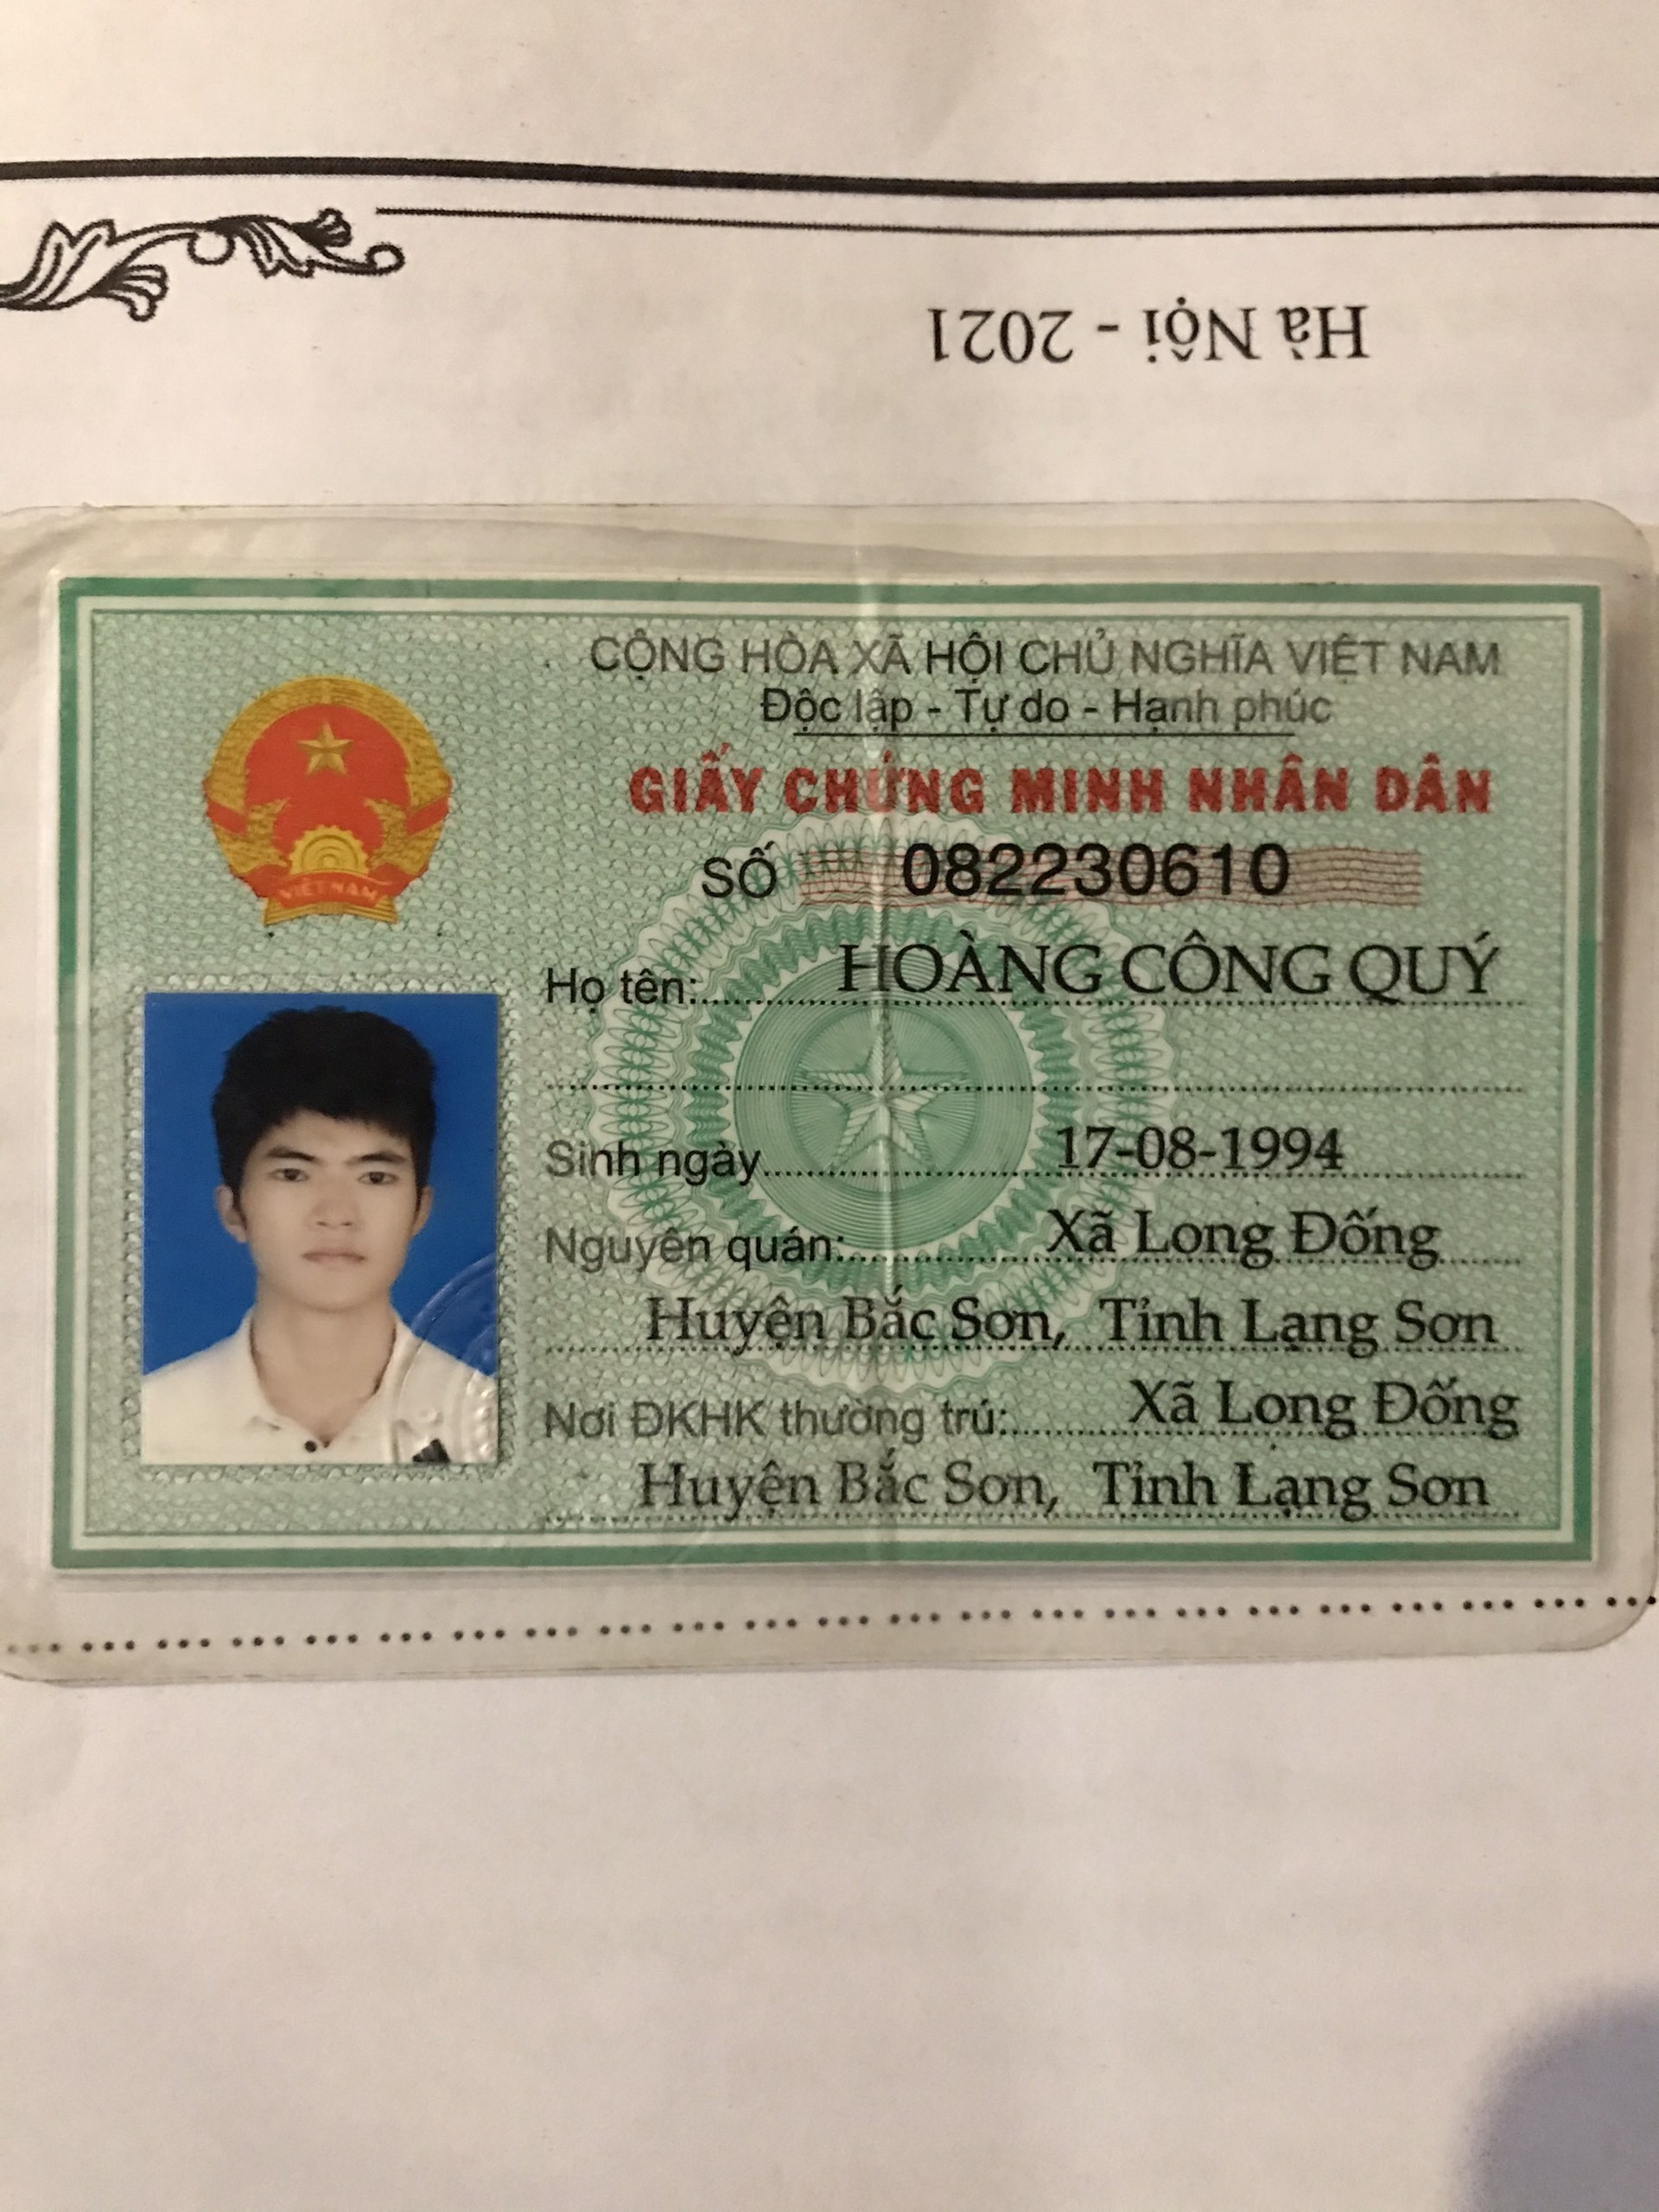 Hà Nội - 2021
CỘNG HÒA XÃ HỘI CHỦ NGHĨA VIỆT NAM
Độc lập - Tự do - Hạnh phúc
GIẤY CHỨNG MINH NHÂN DÂN
SỐ 082230610
VIỆT NAM
Họ tên: HOÀNG CÔNG QUÝ
Sinh ngày 17-08-1994
Nguyên quán: Xã Long Đống
Huyện Bắc Sơn, Tỉnh Lạng Sơn
Nơi ĐKHK thường trú: Xã Long Đống
Huyện Bắc Sơn, Tỉnh Lạng Sơn